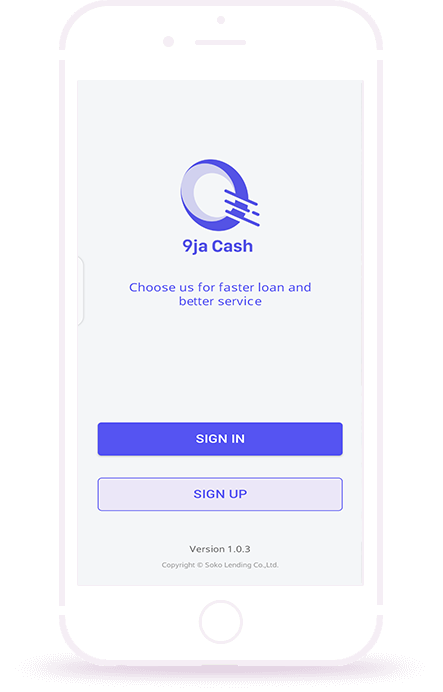 9ja Cash
Choose us for faster loan and
better service
SIGN IN
SIGN UP
Version 1.0.3
Copyright © Soko Lending Co.,Ltd.